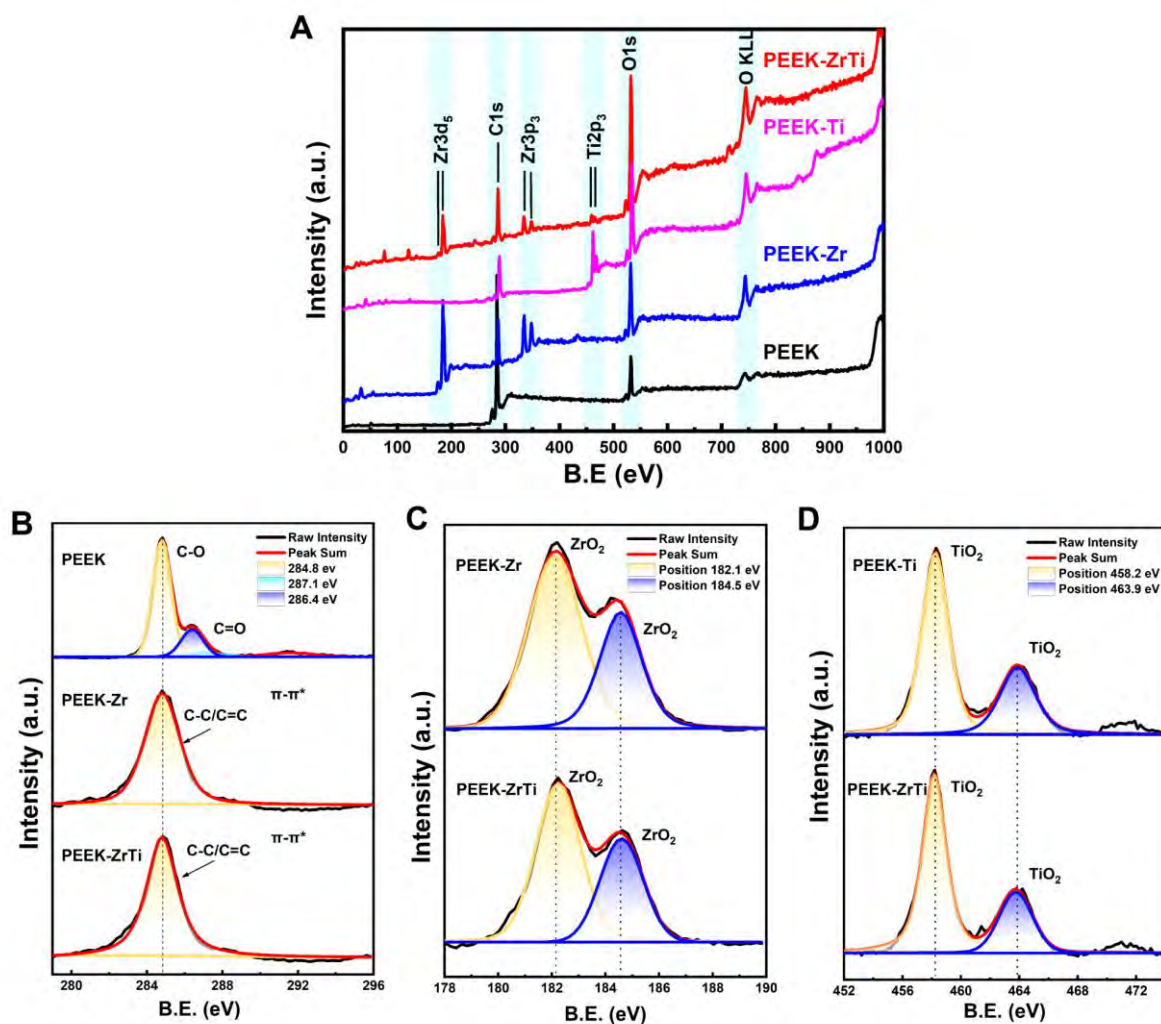 A
Intensity (a.u.)
Zr3d₅
C1s
Zr3p₃
Ti2p₃
O1s
O KLL
PEEK-ZrTi
PEEK-Ti
PEEK-Zr
PEEK
0 100 200 300 400 500 600 700 800 900 1000
B.E (eV)
B
Intensity (a.u.)
PEEK
C-O
C=O
Raw Intensity
Peak Sum
284.8 ev
287.1 eV
286.4 eV
PEEK-Zr
C-C/C=C
π-π*
PEEK-ZrTi
C-C/C=C
π-π*
280 284 288 292 296
B.E. (eV)
C
Intensity (a.u.)
PEEK-Zr
ZrO₂
ZrO₂
Raw Intensity
Peak Sum
Position 182.1 eV
Position 184.5 eV
PEEK-ZrTi
ZrO₂
ZrO₂
178 180 182 184 186 188 190
B.E. (eV)
D
Intensity (a.u.)
PEEK-Ti
TiO₂
TiO₂
Raw Intensity
Peak Sum
Position 458.2 eV
Position 463.9 eV
PEEK-ZrTi
TiO₂
TiO₂
452 456 460 464 468 472
B.E. (eV)